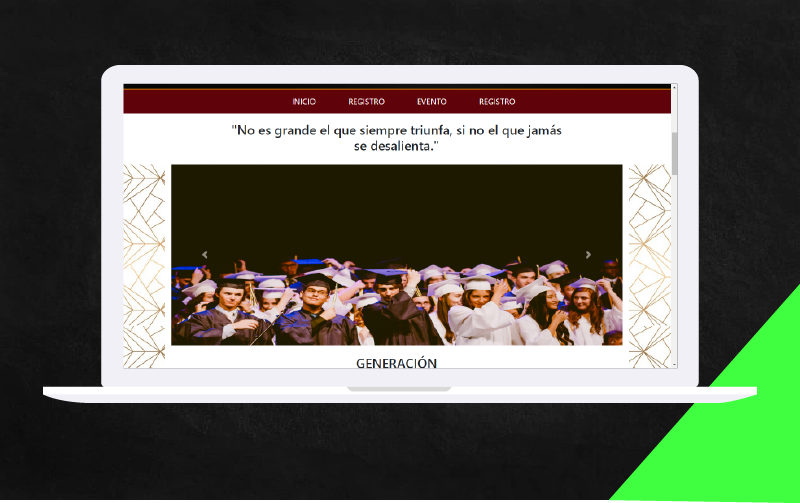 INICIO REGISTRO EVENTO REGISTRO
"No es grande el que siempre triunfa, si no el que jamás
se desalienta."
GENERACIÓN